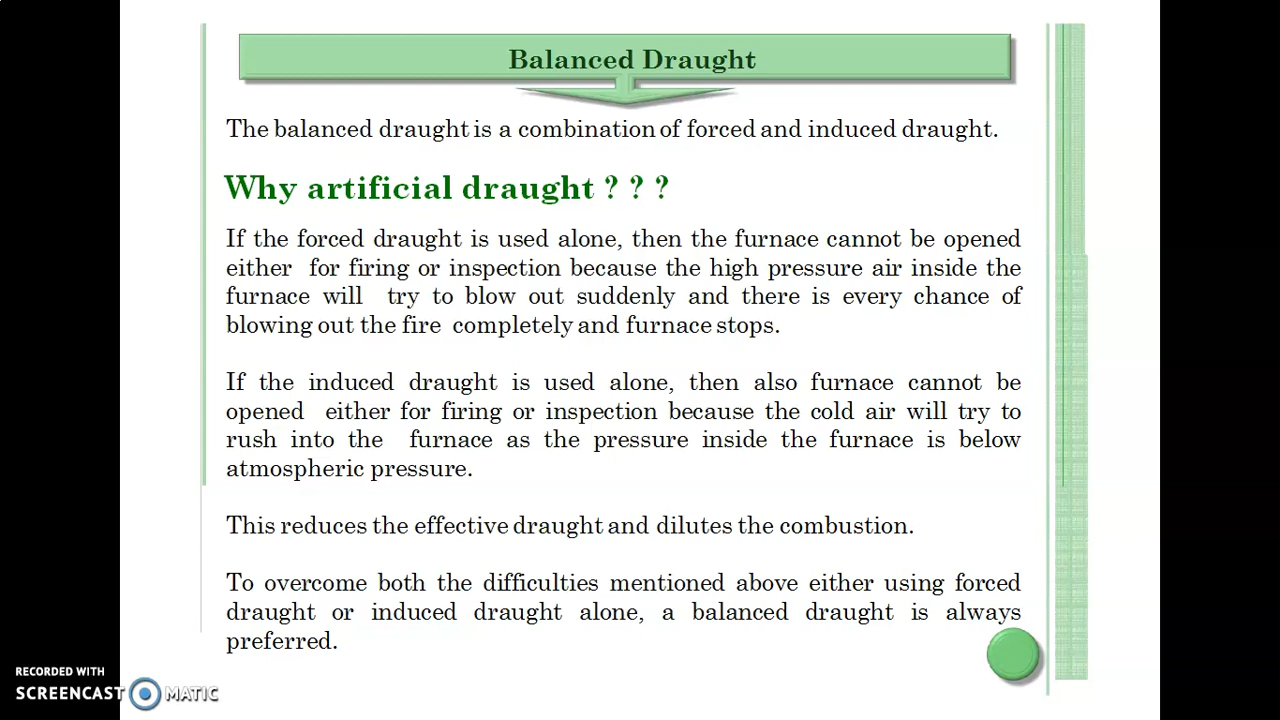 Balanced Draught
The balanced draught is a combination of forced and induced draught.
Why artificial draught ? ? ?
If the forced draught is used alone, then the furnace cannot be opened
either for firing or inspection because the high pressure air inside the
furnace will try to blow out suddenly and there is every chance of
blowing out the fire completely and furnace stops.
If the induced draught is used alone, then also furnace cannot be
opened either for firing or inspection because the cold air will try to
rush into the furnace as the pressure inside the furnace is below
atmospheric pressure.
This reduces the effective draught and dilutes the combustion.
To overcome both the difficulties mentioned above either using forced
draught or induced draught alone, a balanced draught is always
preferred.
RECORDED WITH
SCREENCAST MATIC